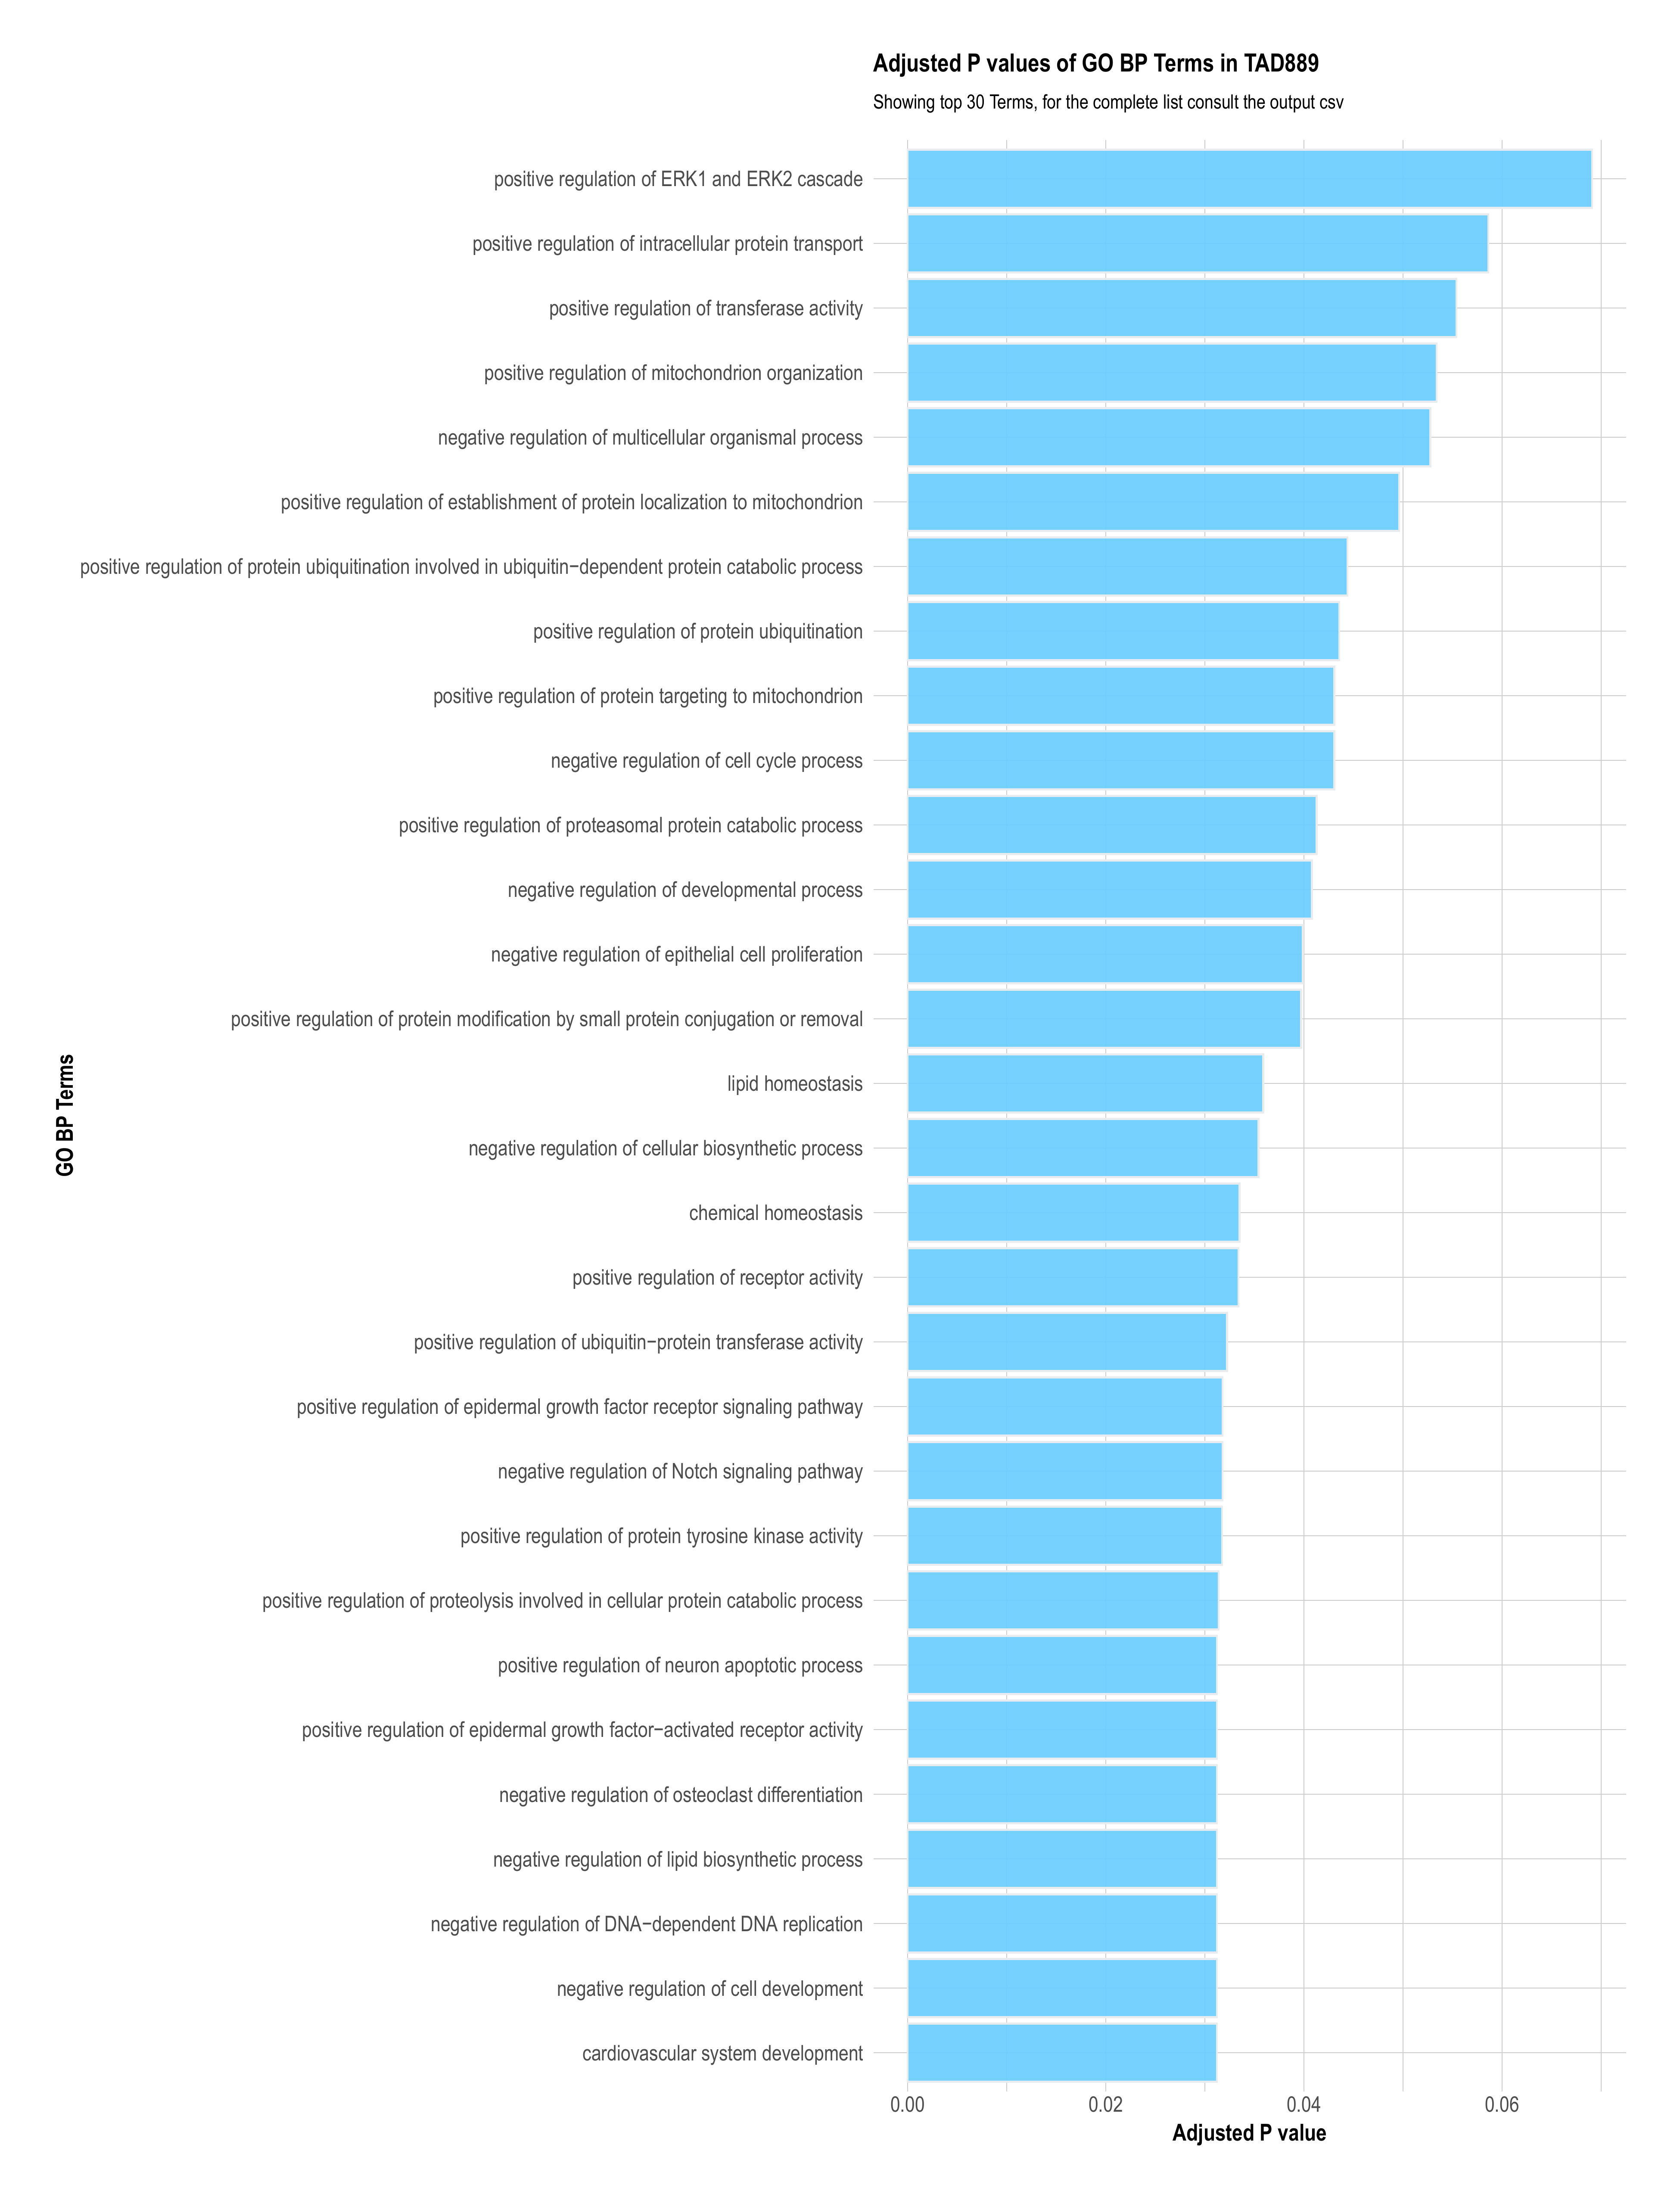 Adjusted P values of GO BP Terms in TAD889
Showing top 30 Terms, for the complete list consult the output csv
positive regulation of ERK1 and ERK2 cascade
positive regulation of intracellular protein transport
positive regulation of transferase activity
positive regulation of mitochondrion organization
negative regulation of multicellular organismal process
positive regulation of establishment of protein localization to mitochondrion
positive regulation of protein ubiquitination involved in ubiquitin−dependent protein catabolic process
positive regulation of protein ubiquitination
positive regulation of protein targeting to mitochondrion
negative regulation of cell cycle process
positive regulation of proteasomal protein catabolic process
negative regulation of developmental process
negative regulation of epithelial cell proliferation
positive regulation of protein modification by small protein conjugation or removal
lipid homeostasis
negative regulation of cellular biosynthetic process
chemical homeostasis
positive regulation of receptor activity
positive regulation of ubiquitin−protein transferase activity
positive regulation of epidermal growth factor receptor signaling pathway
negative regulation of Notch signaling pathway
positive regulation of protein tyrosine kinase activity
positive regulation of proteolysis involved in cellular protein catabolic process
positive regulation of neuron apoptotic process
positive regulation of epidermal growth factor−activated receptor activity
negative regulation of osteoclast differentiation
negative regulation of lipid biosynthetic process
negative regulation of DNA−dependent DNA replication
negative regulation of cell development
cardiovascular system development
GO BP Terms
0.00 0.02 0.04 0.06
Adjusted P value